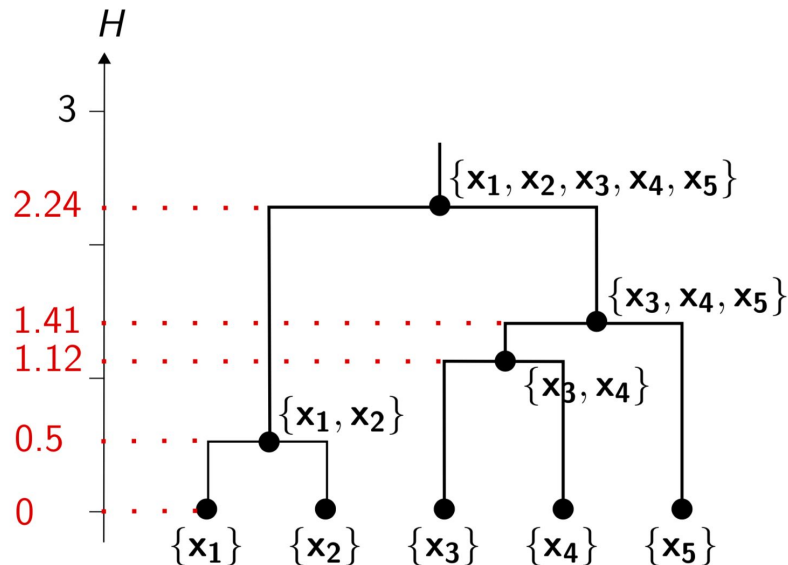 H
3
{x1, x2, x3, x4, x5}
2.24
{x3, x4, x5}
1.41
1.12
{x3, x4}
{x1, x2}
0.5
0
{x1} {x2} {x3} {x4} {x5}